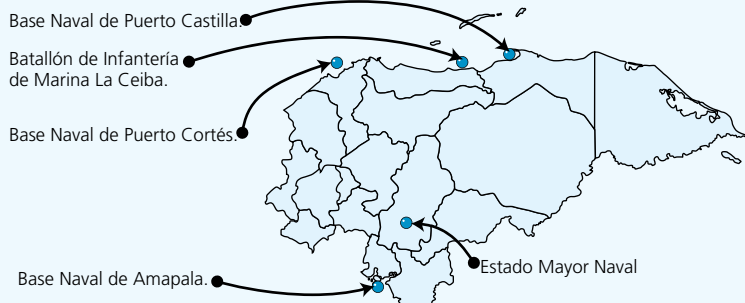 Base Naval de Puerto Castilla.
Batallón de Infantería
de Marina La Ceiba.
Base Naval de Puerto Cortés.
Estado Mayor Naval
Base Naval de Amapala.